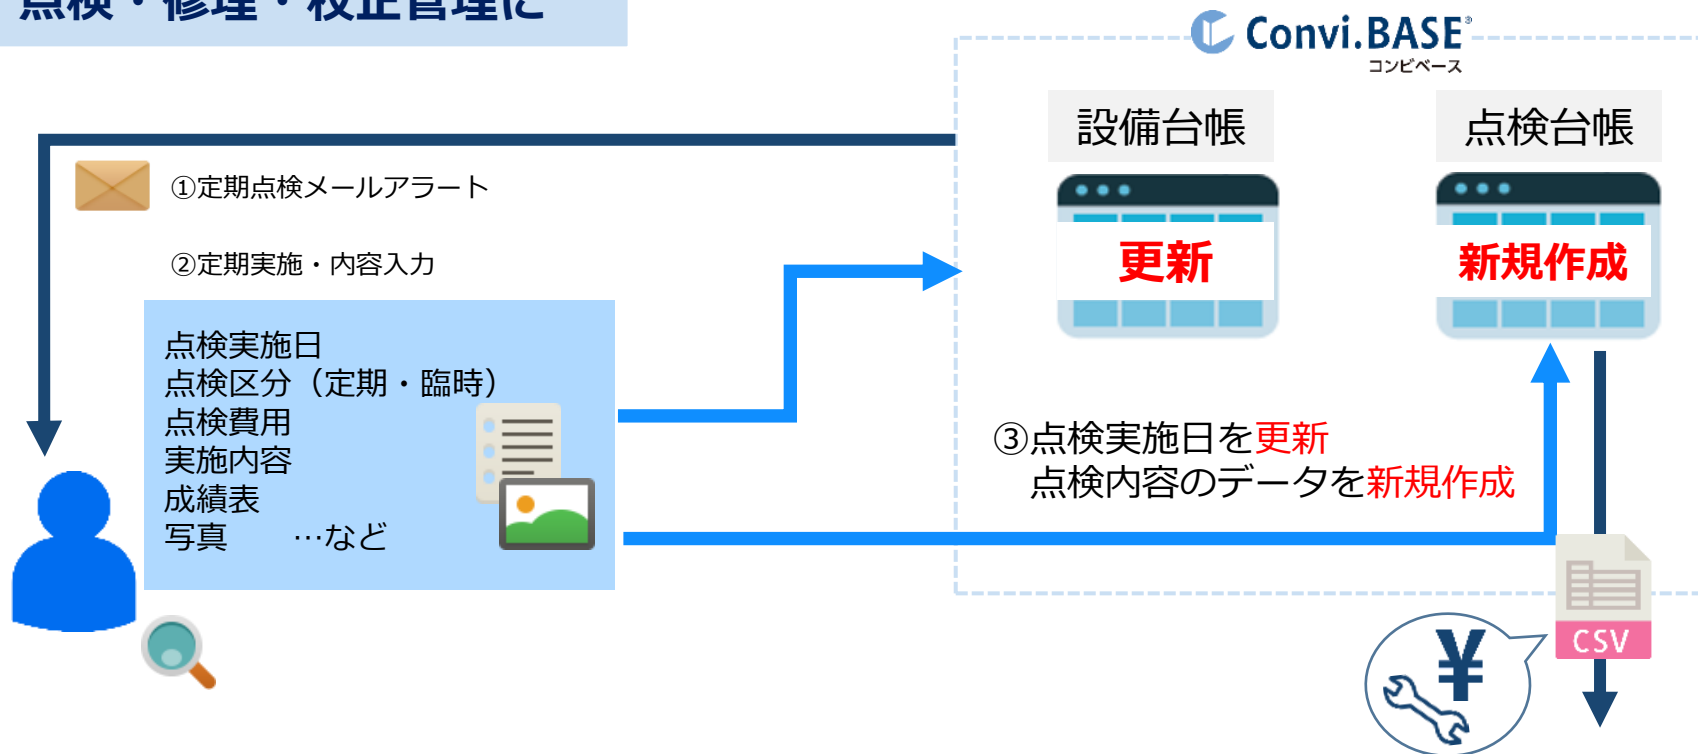 点検・修理・校正管理に
Convi.BASE®
コンビベース
設備台帳
点検台帳
①定期点検メールアラート
更新
新規作成
②定期実施・内容入力
点検実施日
点検区分（定期・臨時）
点検費用
実施内容
成績表
写真　　…など
③点検実施日を更新
点検内容のデータを新規作成
CSV
¥